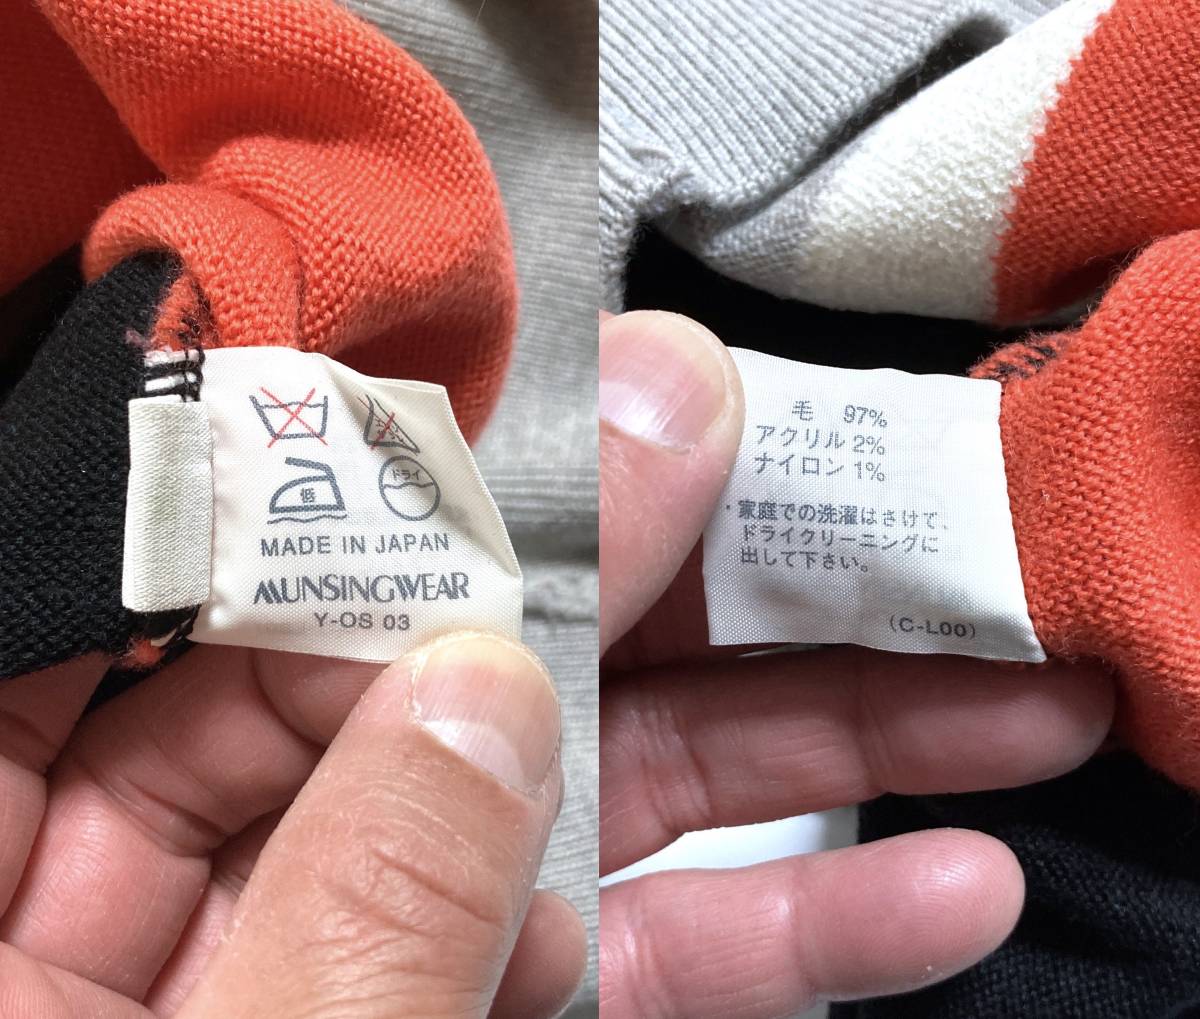 低
ドライ
MADE IN JAPAN
MUNSINGWEAR
Y-OS 03
毛 97%
アクリル 2%
ナイロン 1%
・家庭での洗濯はさけて、
ドライクリーニングに
出して下さい。
(C-L00)